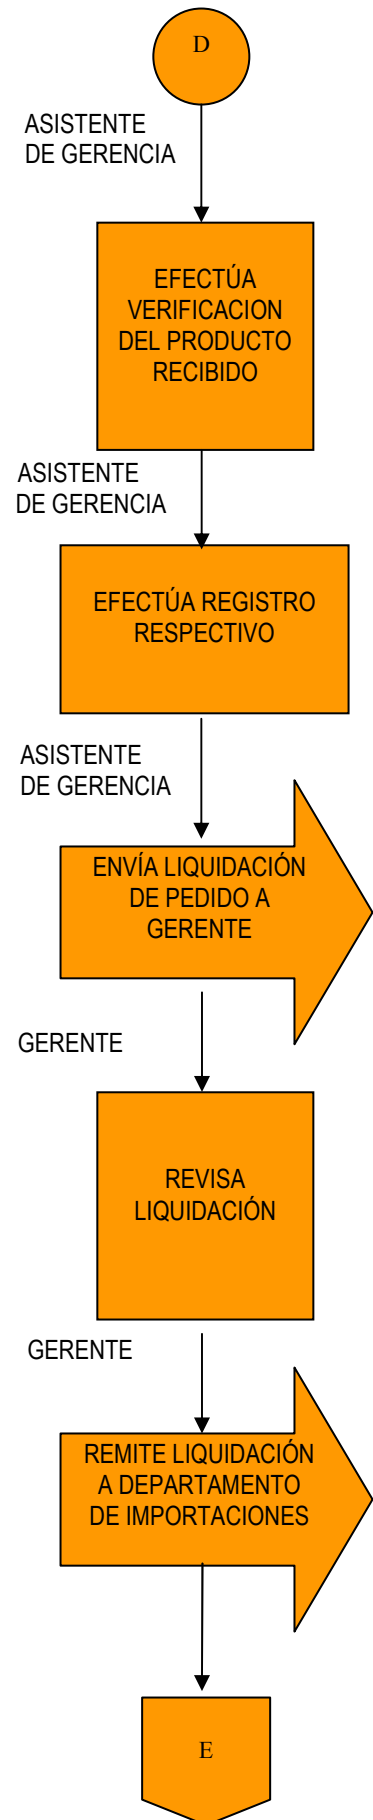 D
ASISTENTE
DE GERENCIA
EFECTÚA
VERIFICACION
DEL PRODUCTO
RECIBIDO
ASISTENTE
DE GERENCIA
EFECTÚA REGISTRO
RESPECTIVO
ASISTENTE
DE GERENCIA
ENVÍA LIQUIDACIÓN
DE PEDIDO A
GERENTE
GERENTE
REVISA
LIQUIDACIÓN
GERENTE
REMITE LIQUIDACIÓN
A DEPARTAMENTO
DE IMPORTACIONES
E